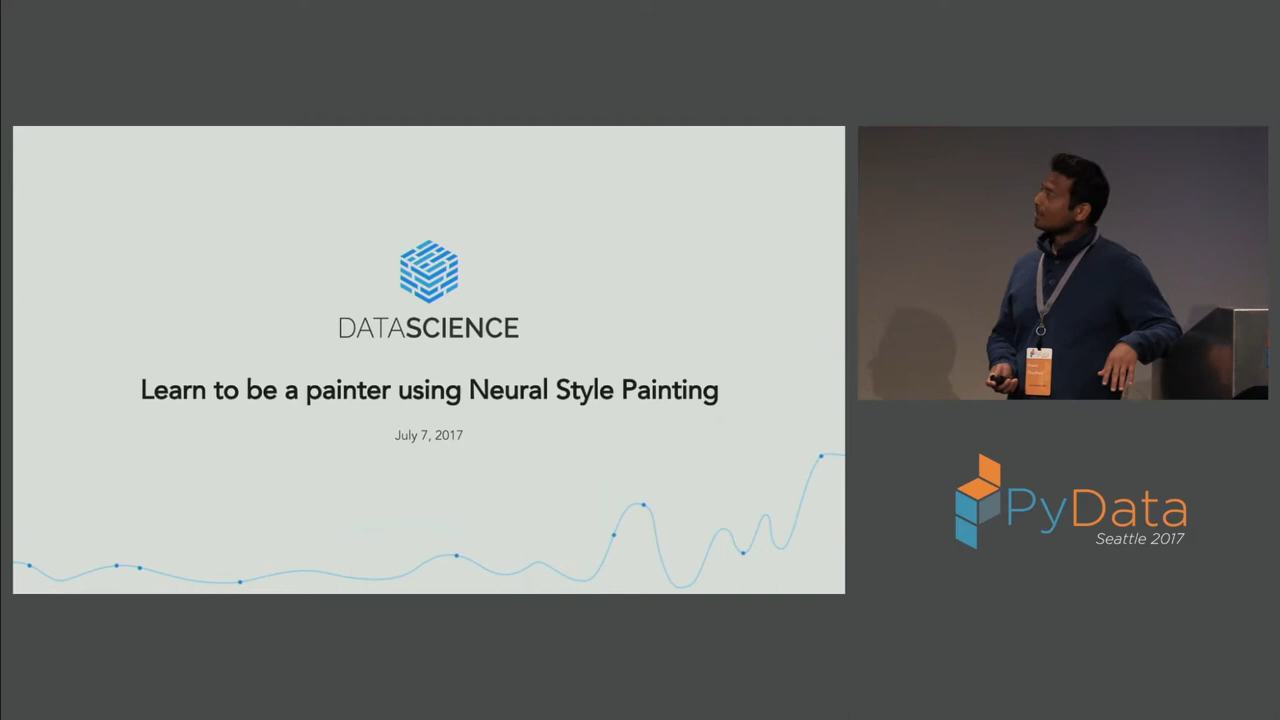 DATASCIENCE
Learn to be a painter using Neural Style Painting
July 7, 2017
PyData
Seattle 2017